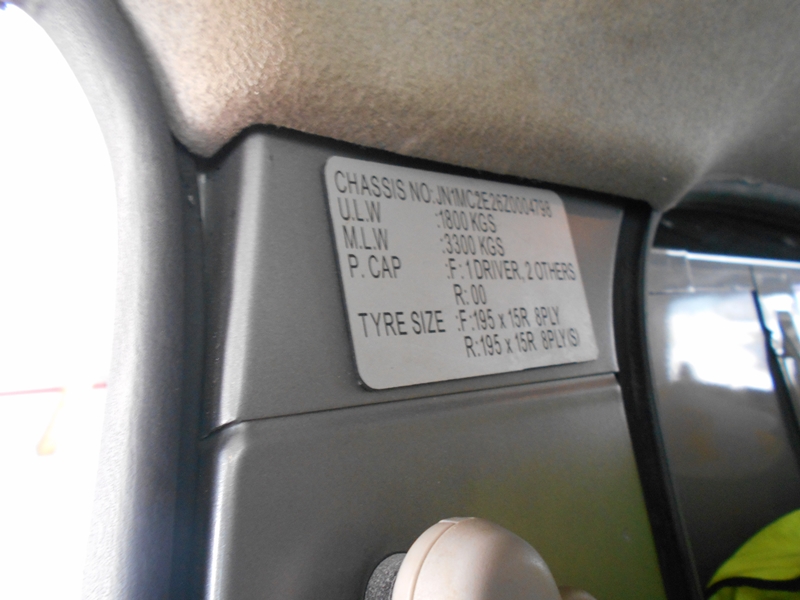 CHASSIS NO:JN1MC2E26Z0004798
U.L.W :1800 KGS
M.L.W :3300 KGS
P. CAP :F: 1 DRIVER, 2 OTHERS
R: 00
TYRE SIZE :F:195 x 15R 8PLY
R:195 x 15R 8PLY(S)